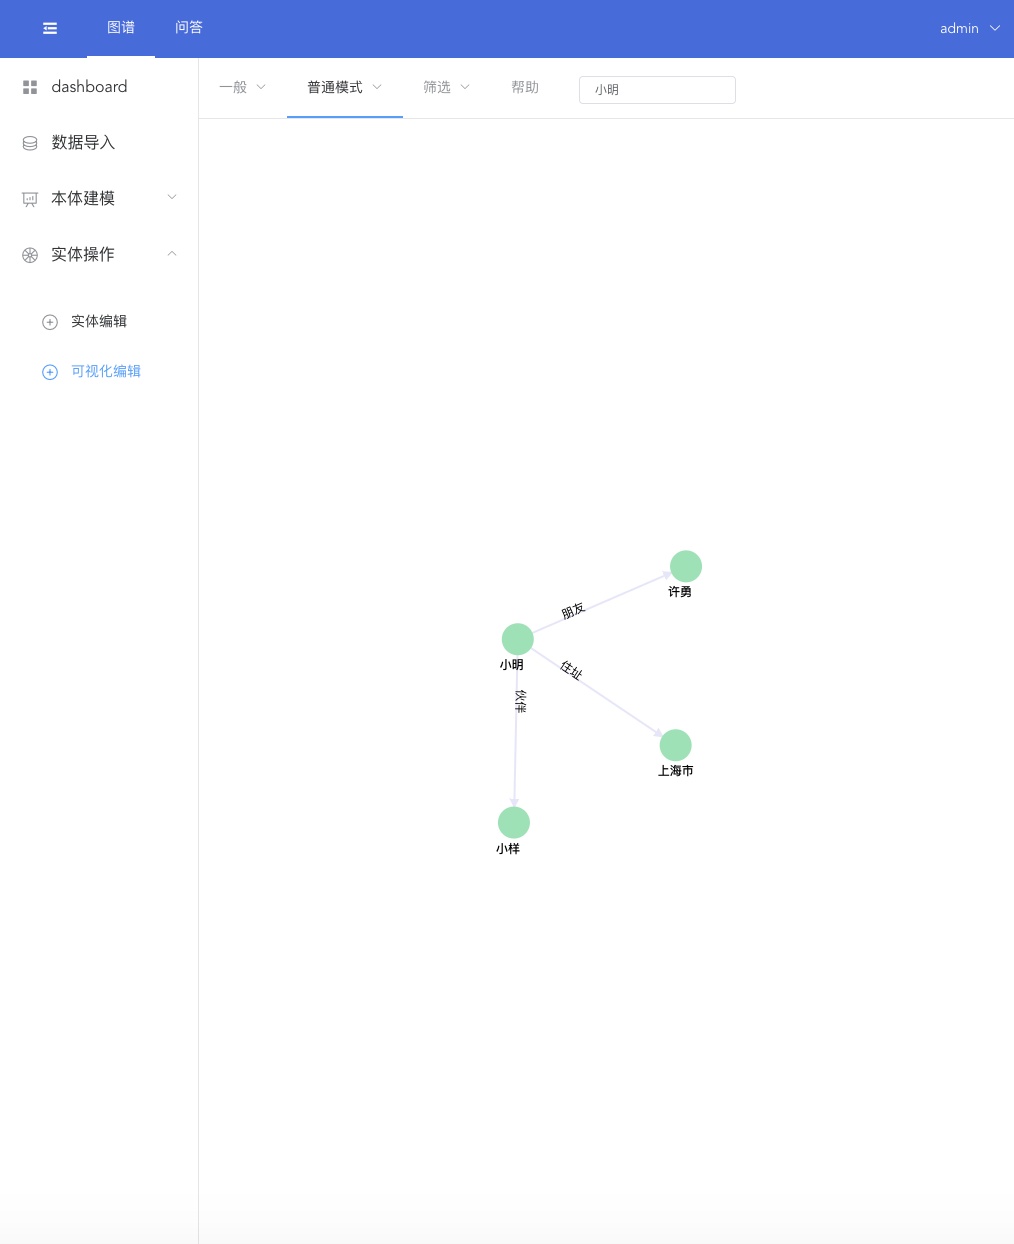 图谱 问答 admin
dashboard
数据导入
本体建模
实体操作
实体编辑
可视化编辑
一般 普通模式 筛选 帮助 小明
许勇
朋友
小明
住址
伙伴
上海市
小样